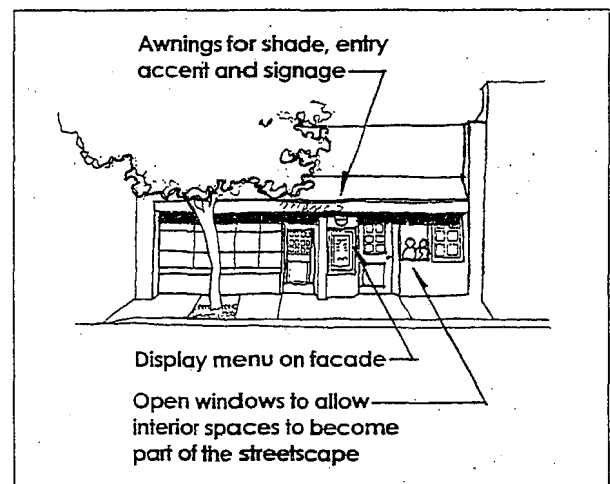 Awnings for shade, entry
accent and signage
Display menu on facade
Open windows to allow
interior spaces to become
part of the streetscape